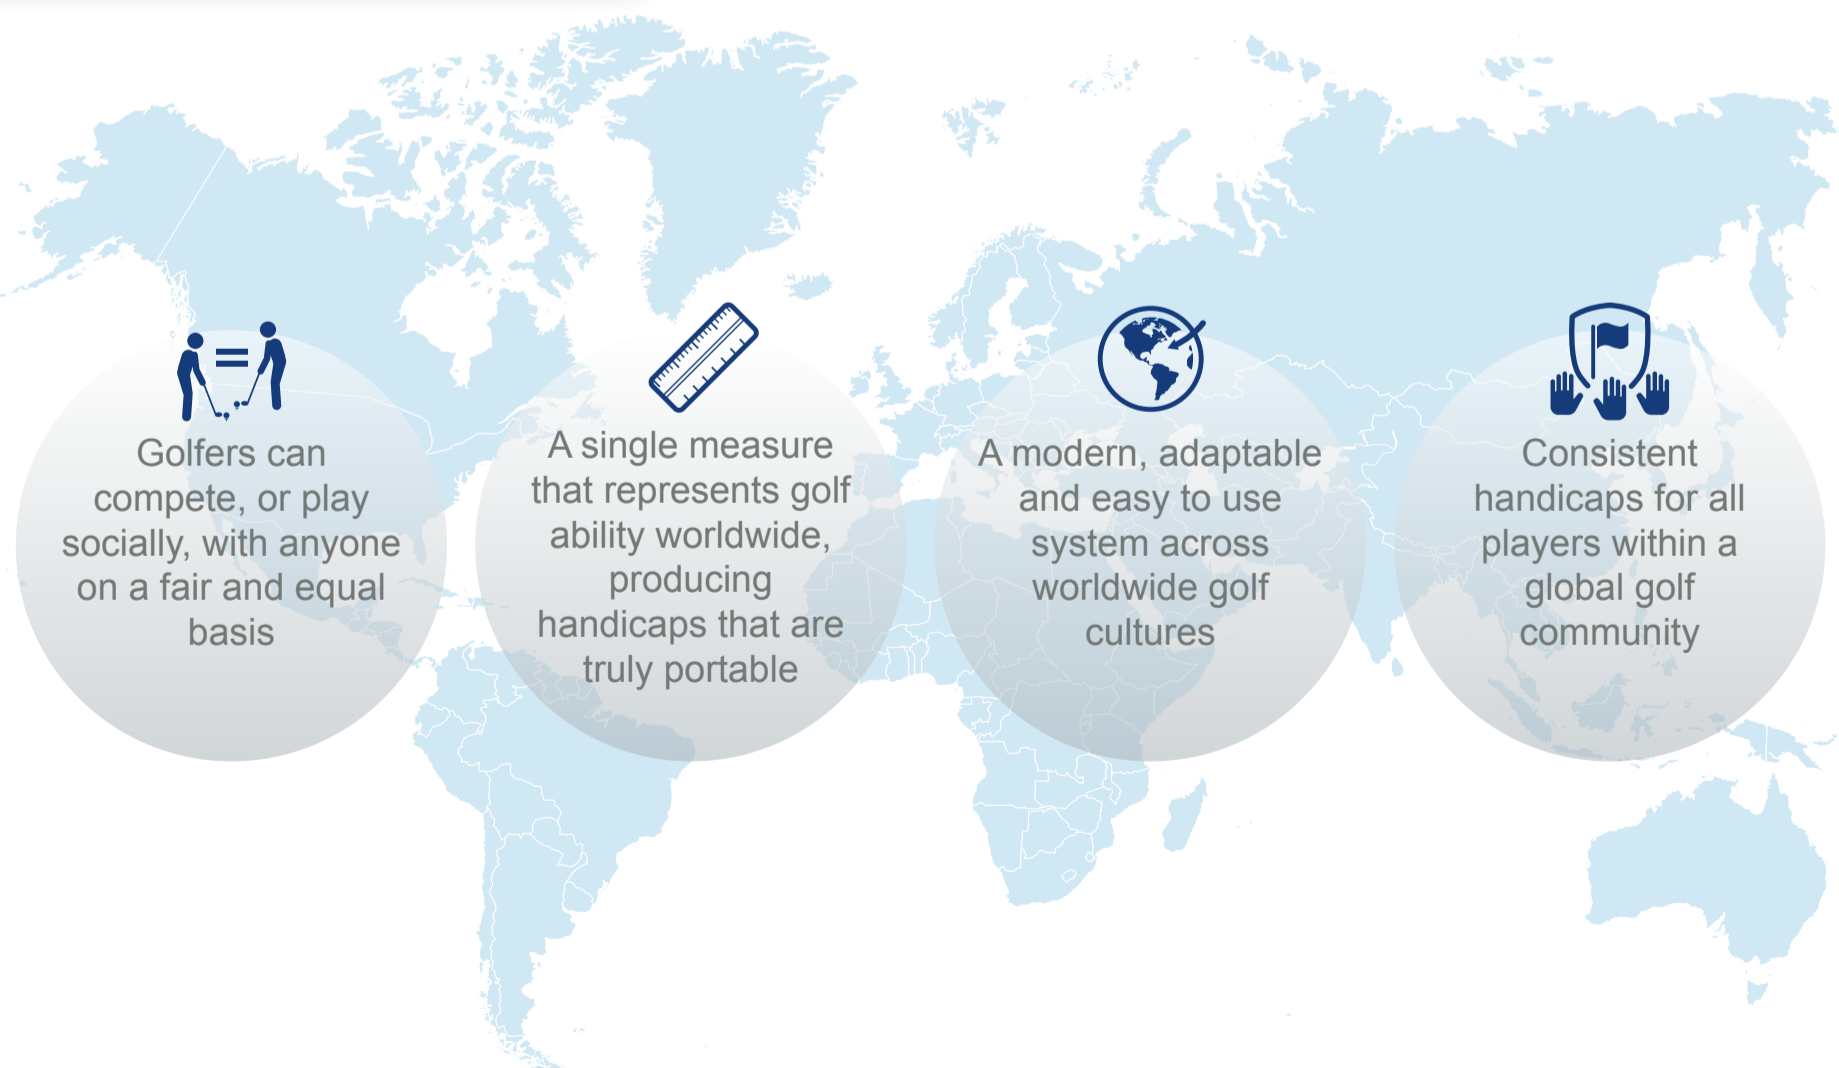 Golfers can
compete, or play
socially, with anyone
on a fair and equal
basis
A single measure
that represents golf
ability worldwide,
producing
handicaps that are
truly portable
A modern, adaptable
and easy to use
system across
worldwide golf
cultures
Consistent
handicaps for all
players within a
global golf
community